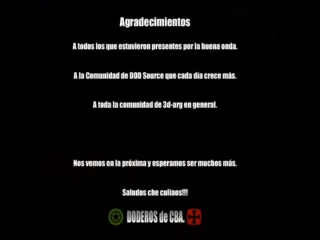 Agradecimientos
A todos los que estuvieron presentes por la buena onda.
A la Comunidad de DOD Source que cada día crece más.
A toda la comunidad de 3d-arg en general.
Nos vemos en la próxima y esperamos ser muchos más.
Saludos che culiaos!!!
DODEROS de CBA.